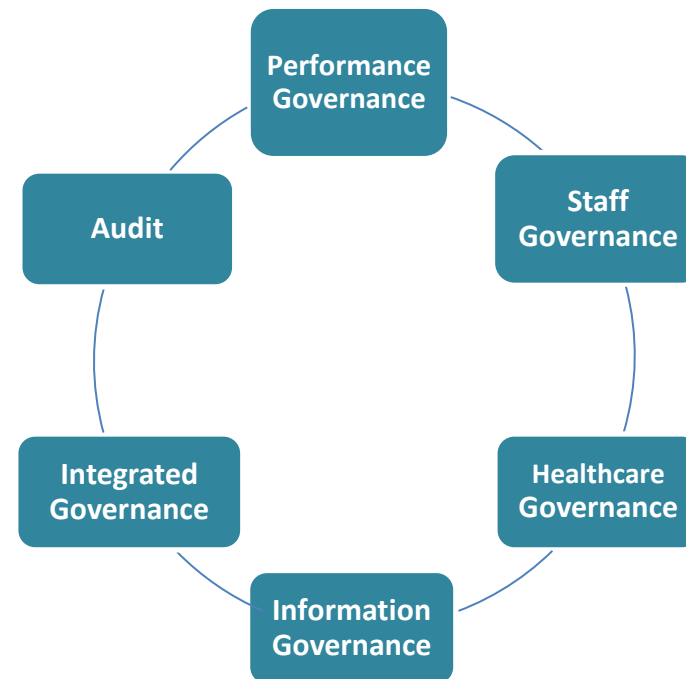 Performance
Governance
Staff
Governance
Healthcare
Governance
Information
Governance
Integrated
Governance
Audit